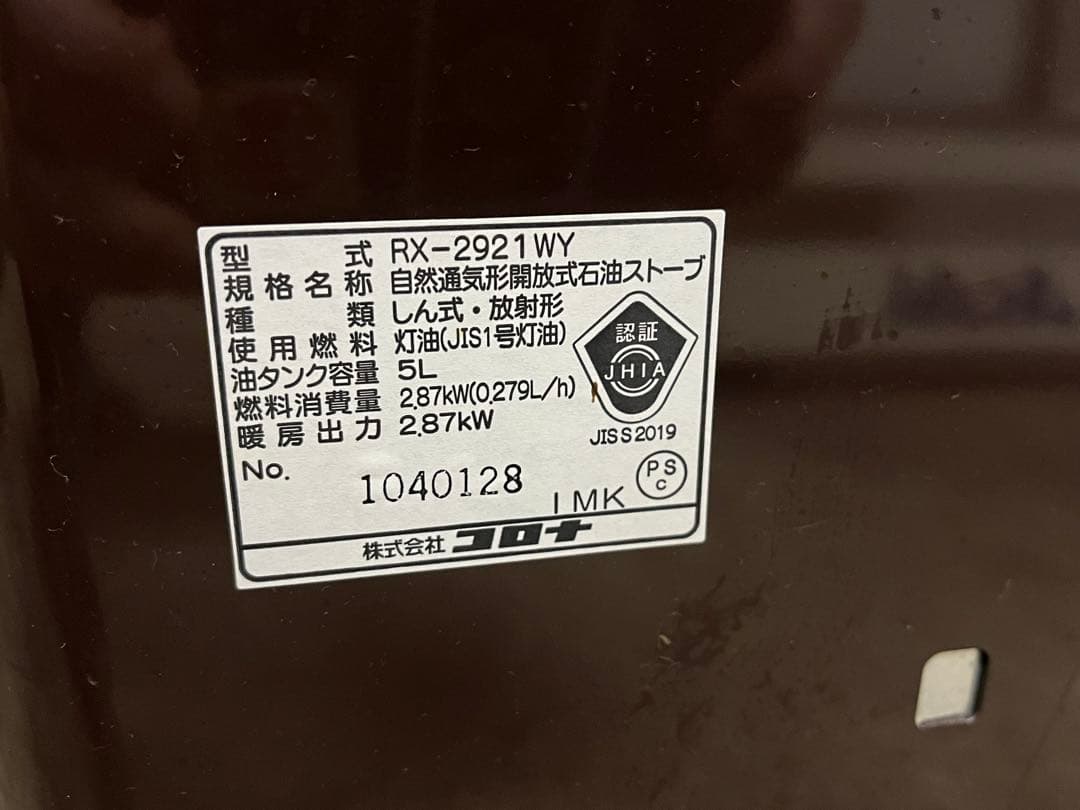 型式 RX-2921WY
規格名称 自然通気形開放式石油ストーブ
種類 しん式・放射形
使用燃料 灯油(JIS1号灯油)
油タンク容量 5L
燃料消費量 2.87kW(0.279L/h)
暖房出力 2.87kW
認証
JHIA
JIS S 2019
No. 1040128
IMK
PS
C
株式会社 コロナ